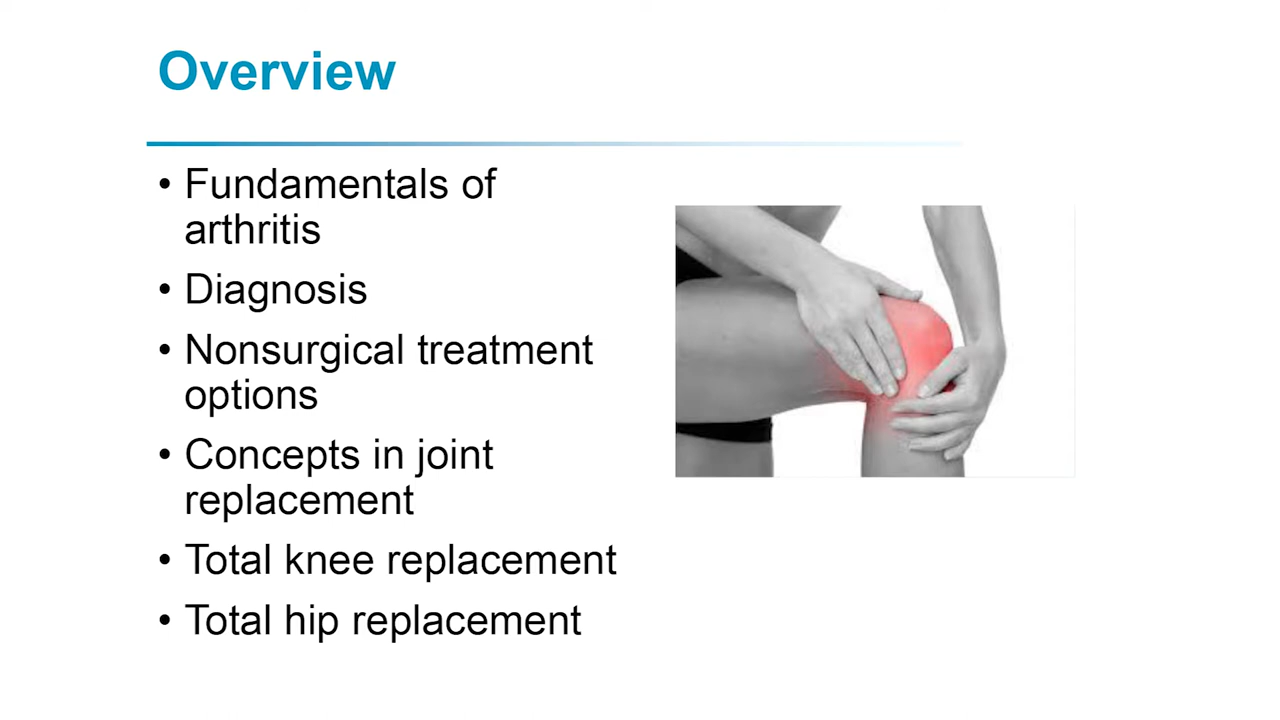 Overview
• Fundamentals of
arthritis
• Diagnosis
• Nonsurgical treatment
options
• Concepts in joint
replacement
• Total knee replacement
• Total hip replacement